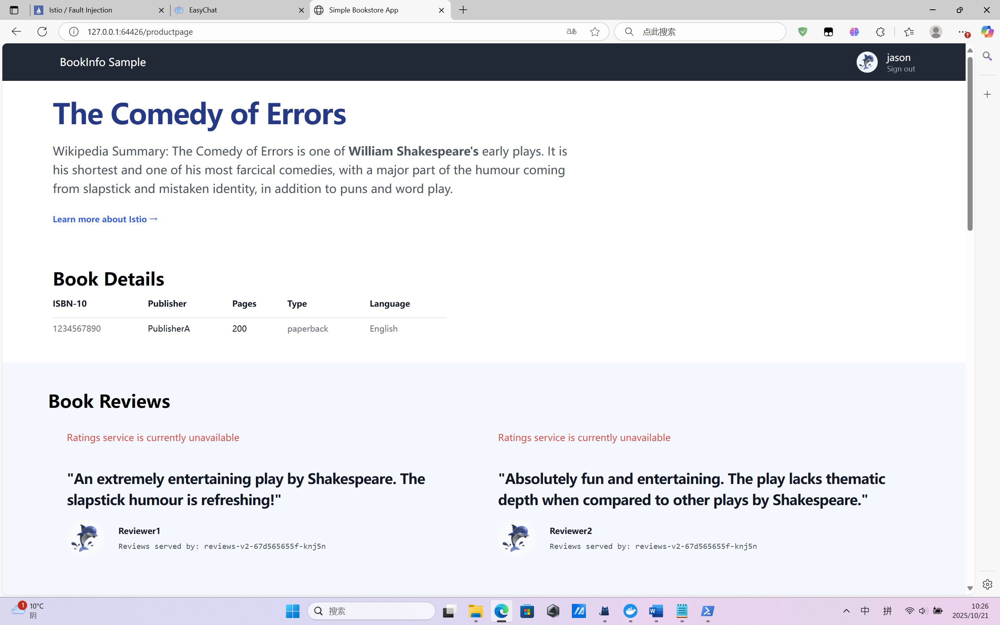 Istio / Fault Injection
EasyChat
Simple Bookstore App
127.0.0.1:64426/productpage
aあ
点此搜索
BookInfo Sample
jason
Sign out
The Comedy of Errors
Wikipedia Summary: The Comedy of Errors is one of William Shakespeare's early plays. It is
his shortest and one of his most farcical comedies, with a major part of the humour coming
from slapstick and mistaken identity, in addition to puns and word play.
Learn more about Istio →
Book Details
ISBN-10 Publisher Pages Type Language
1234567890 PublisherA 200 paperback English
Book Reviews
Ratings service is currently unavailable
"An extremely entertaining play by Shakespeare. The
slapstick humour is refreshing!"
Reviewer1
Reviews served by: reviews-v2-67d565655f-knj5n
Ratings service is currently unavailable
"Absolutely fun and entertaining. The play lacks thematic
depth when compared to other plays by Shakespeare."
Reviewer2
Reviews served by: reviews-v2-67d565655f-knj5n
1
10°C
阴
搜索
W
中
拼
10:26
2025/10/21